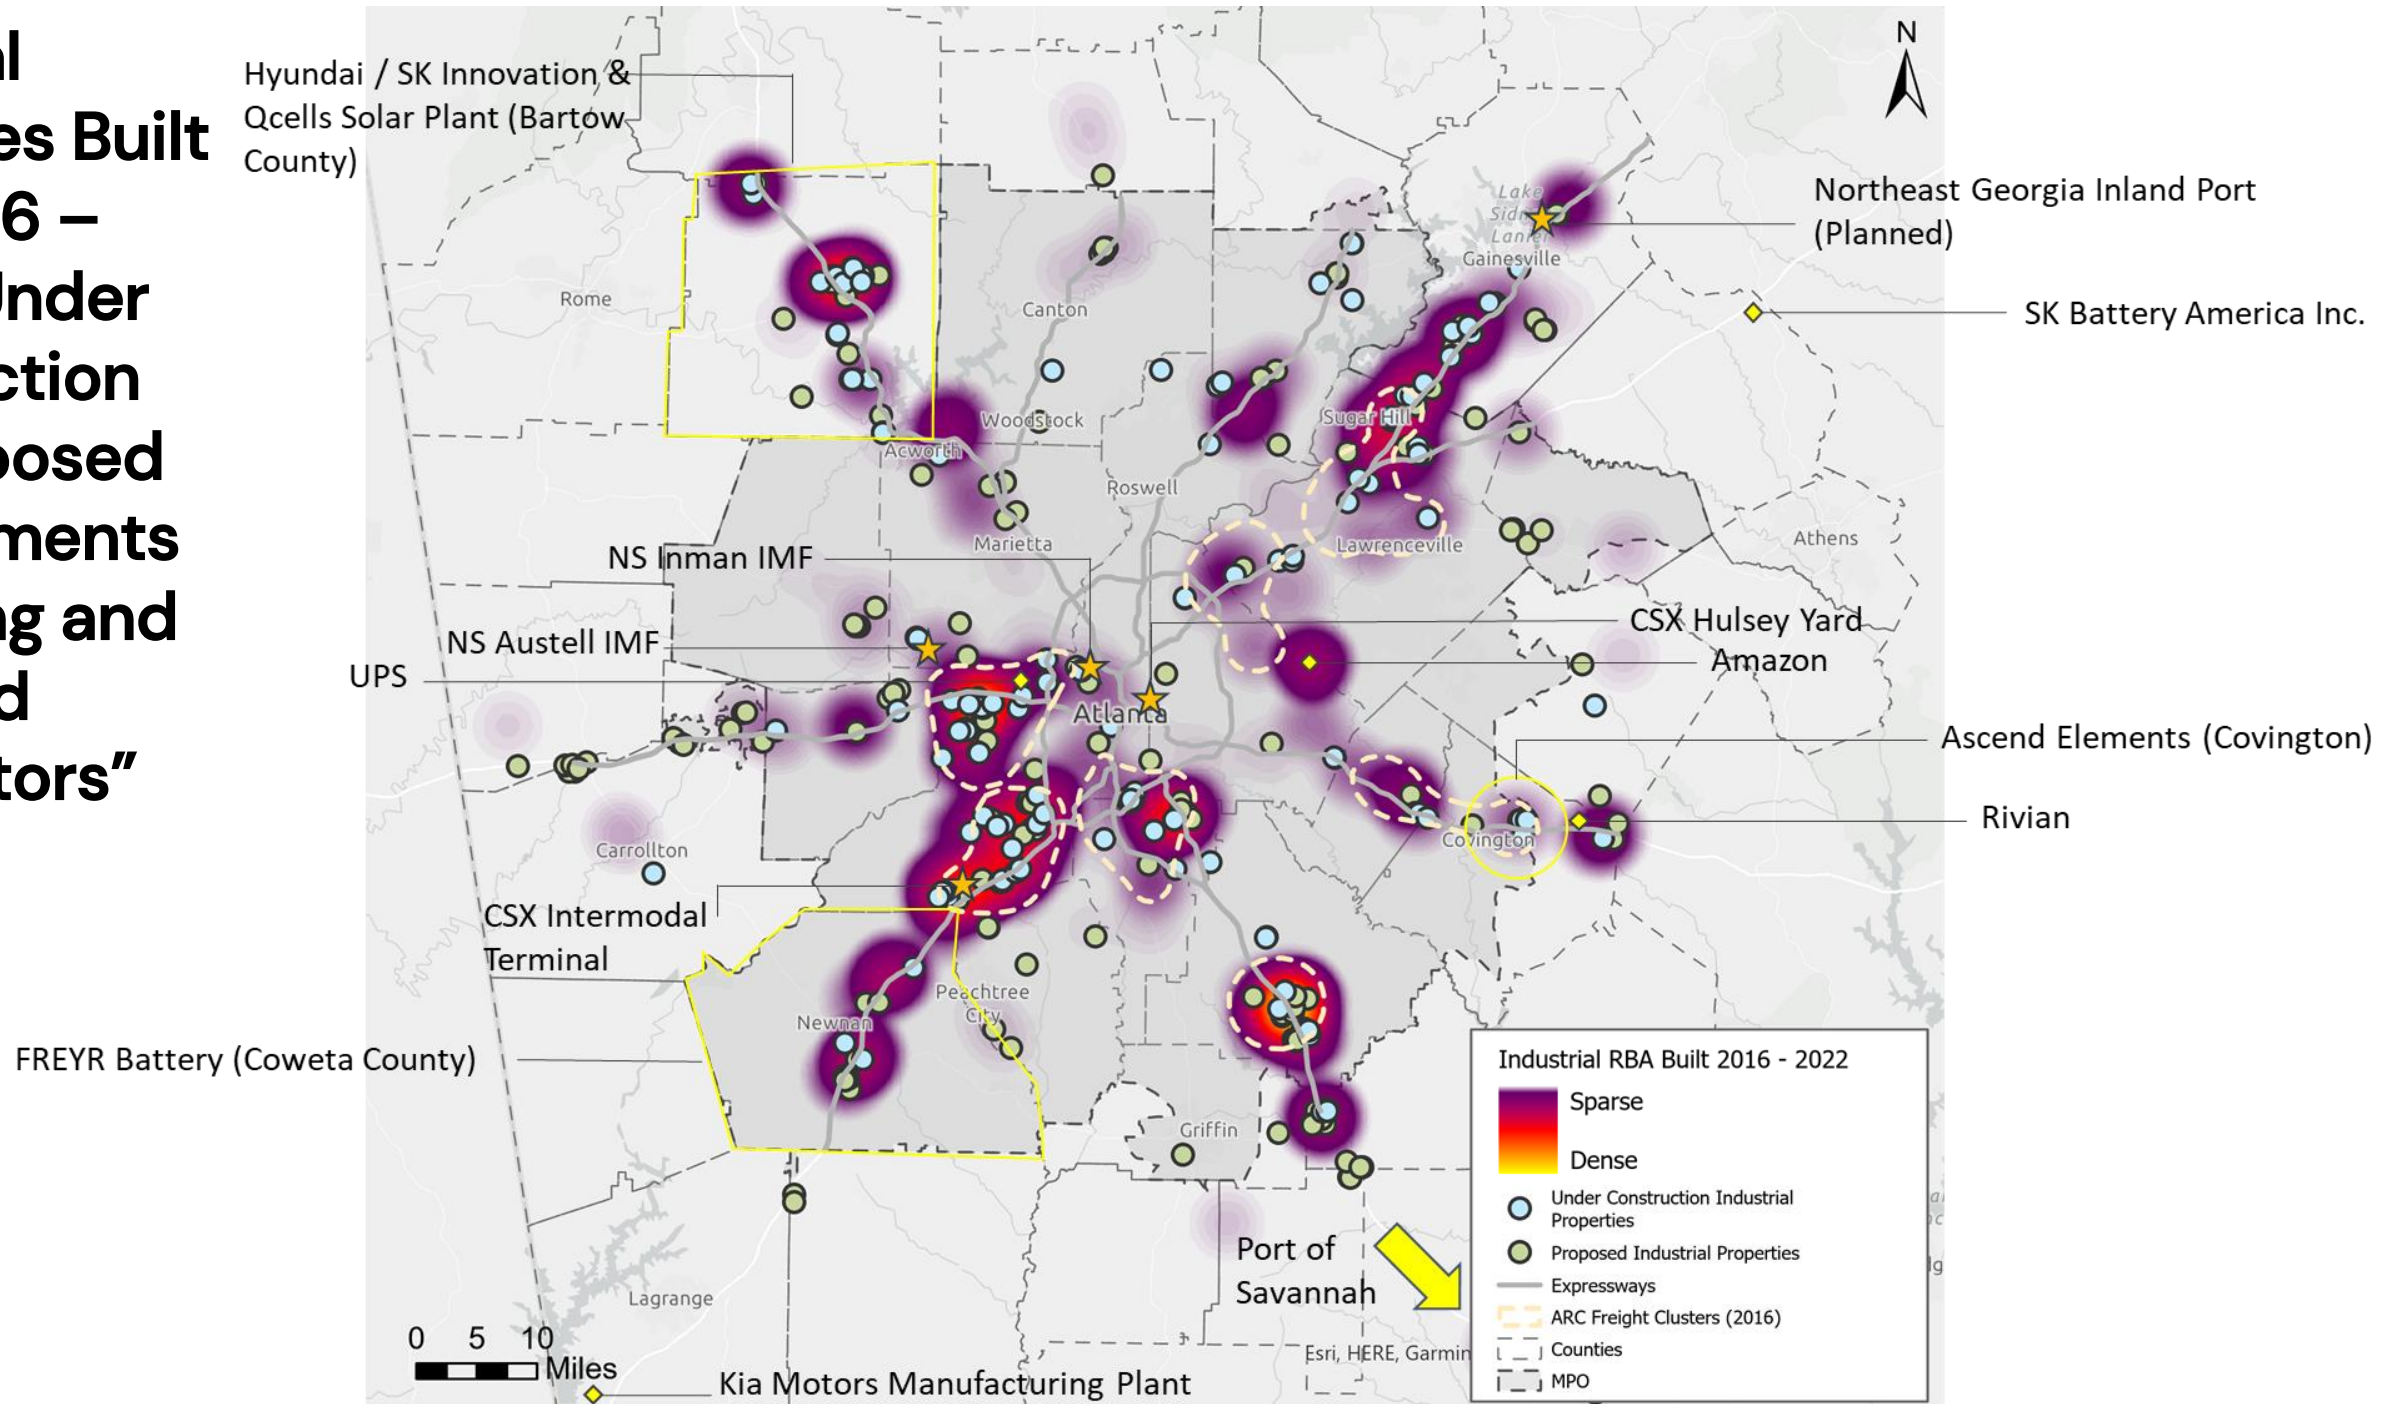 es Built
6 –
Under
ction
posed
ments
ng and
d
tors”
Hyundai / SK Innovation &
Qcells Solar Plant (Bartow
County)
N
Northeast Georgia Inland Port
(Planned)
SK Battery America Inc.
Lake
Lanier
Gainesville
Rome
Canton
Woodstock
Acworth
Sugar Hill
Roswell
Marietta
Lawrenceville
Athens
NS Inman IMF
CSX Hulsey Yard
NS Austell IMF
Amazon
UPS
Atlanta
Ascend Elements (Covington)
Rivian
Covington
Carrollton
CSX Intermodal
Terminal
Peachtree
City
Newnan
FREYR Battery (Coweta County)
Griffin
Port of
Savannah
Lagrange
0 5 10
Miles
Kia Motors Manufacturing Plant
Esri, HERE, Garmin
Industrial RBA Built 2016 - 2022
Sparse
Dense
Under Construction Industrial
Properties
Proposed Industrial Properties
Expressways
ARC Freight Clusters (2016)
Counties
MPO